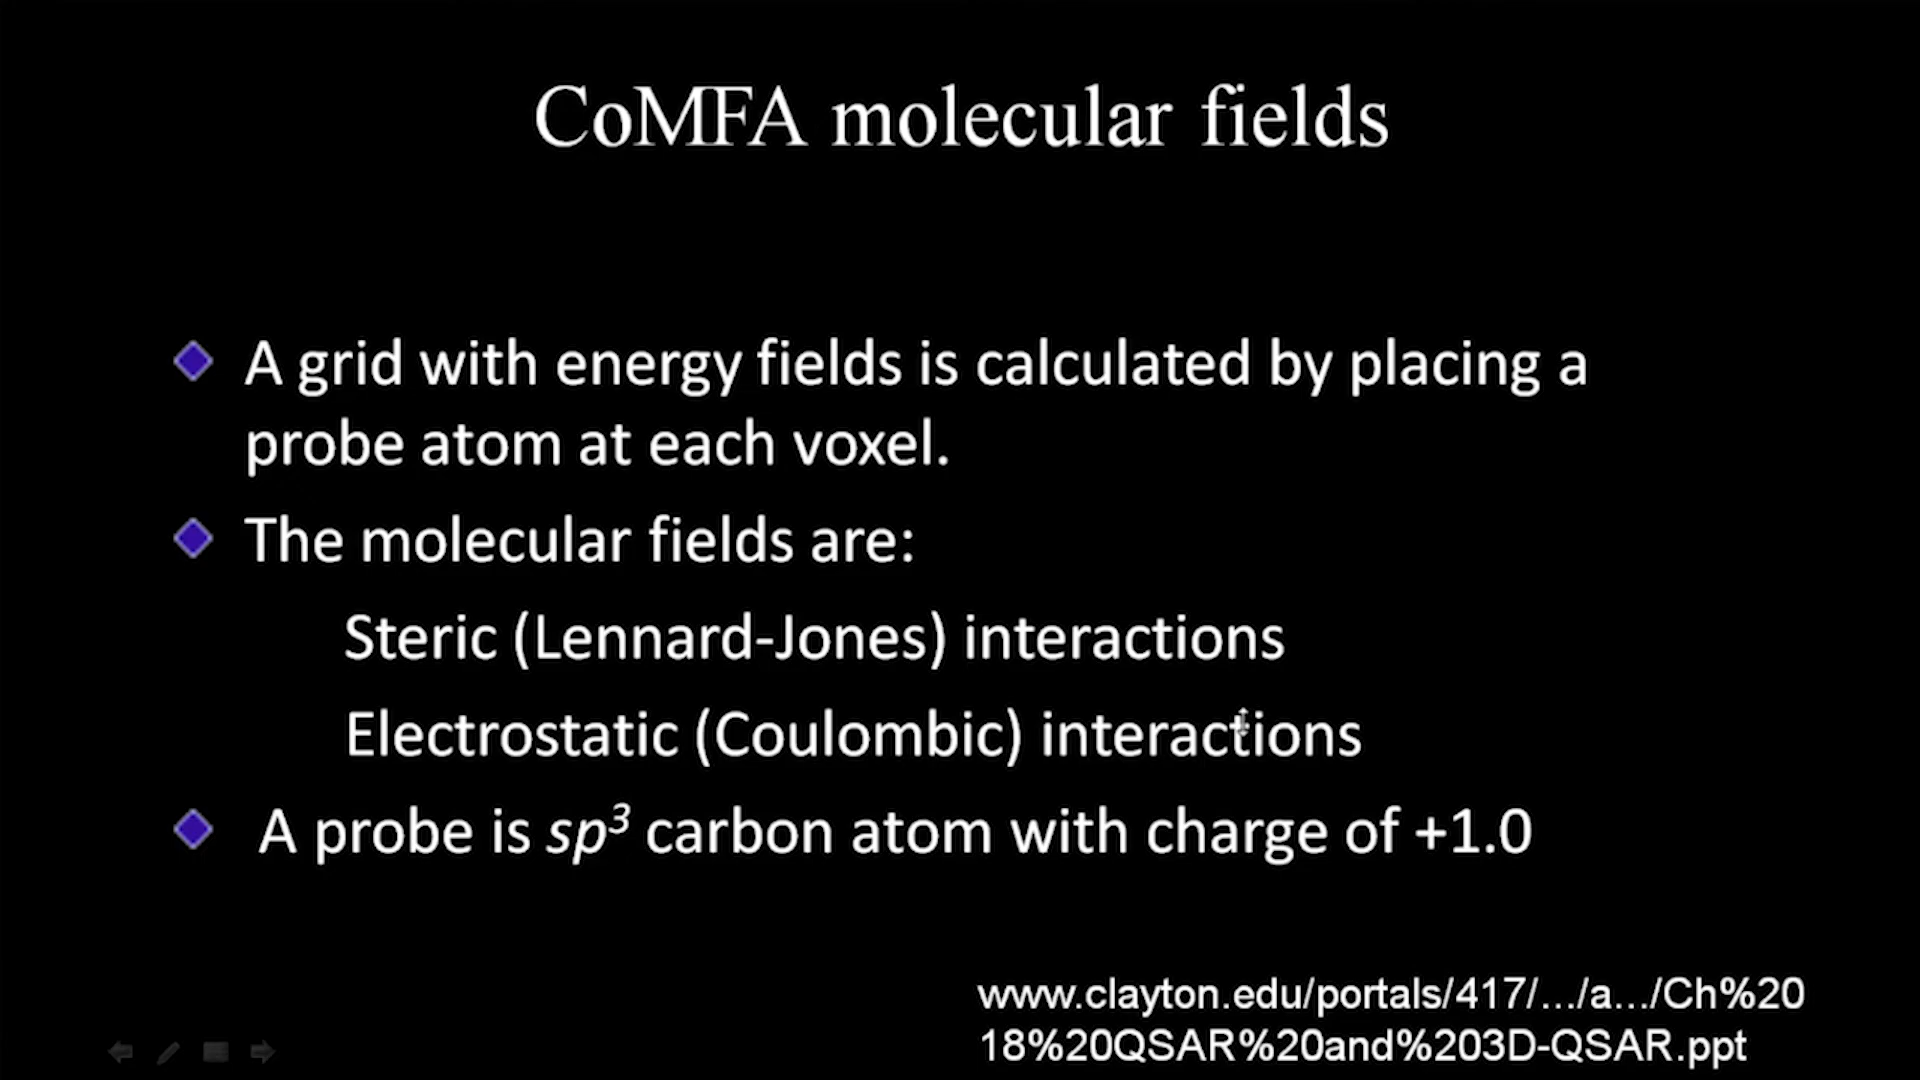 CoMFA molecular fields
A grid with energy fields is calculated by placing a
probe atom at each voxel.
The molecular fields are:
Steric (Lennard-Jones) interactions
Electrostatic (Coulombic) interactions
A probe is sp³ carbon atom with charge of +1.0
www.clayton.edu/portals/417/.../a.../Ch%20
18%20QSAR%20and%203D-QSAR.ppt